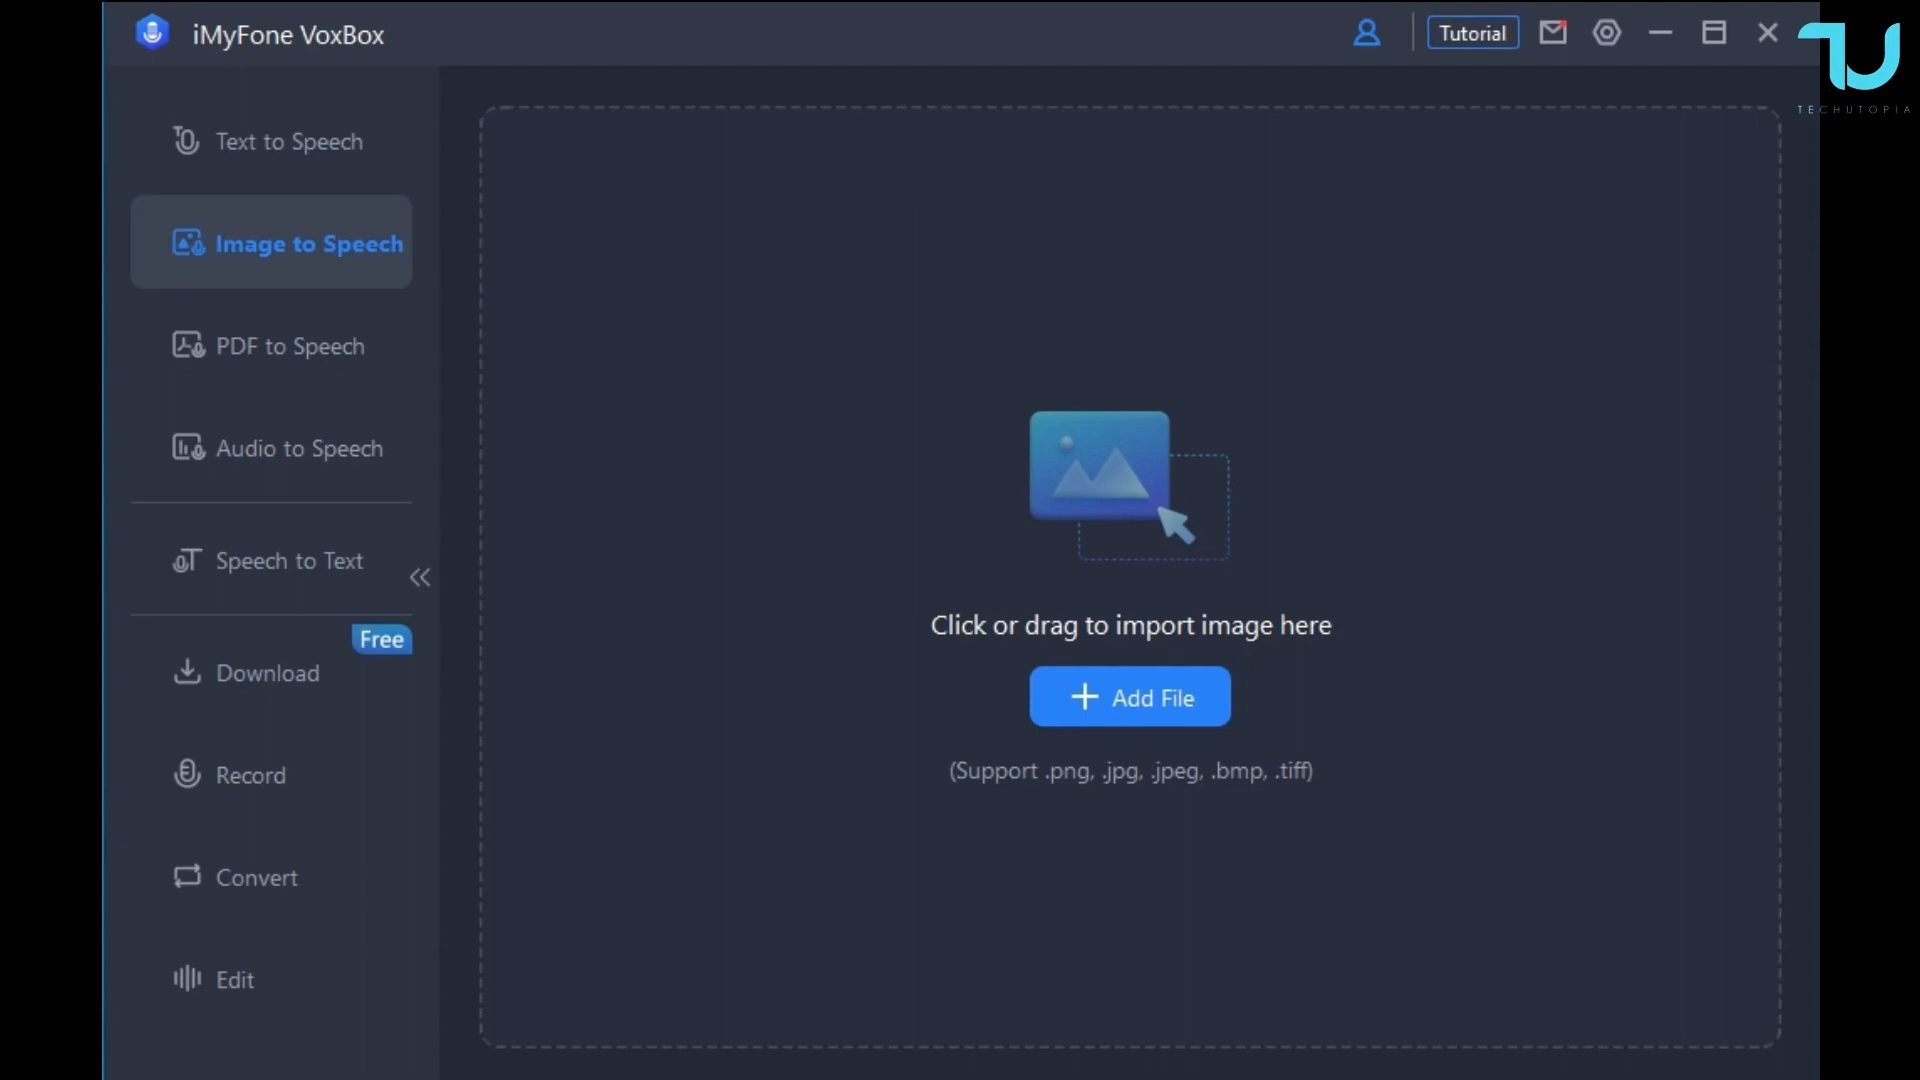 iMyFone VoxBox
Tutorial
TECHUTOPIA
Text to Speech
Image to Speech
PDF to Speech
Audio to Speech
Speech to Text
Free
Download
Record
Convert
Edit
Click or drag to import image here
Add File
(Support .png, .jpg, .jpeg, .bmp, .tiff)